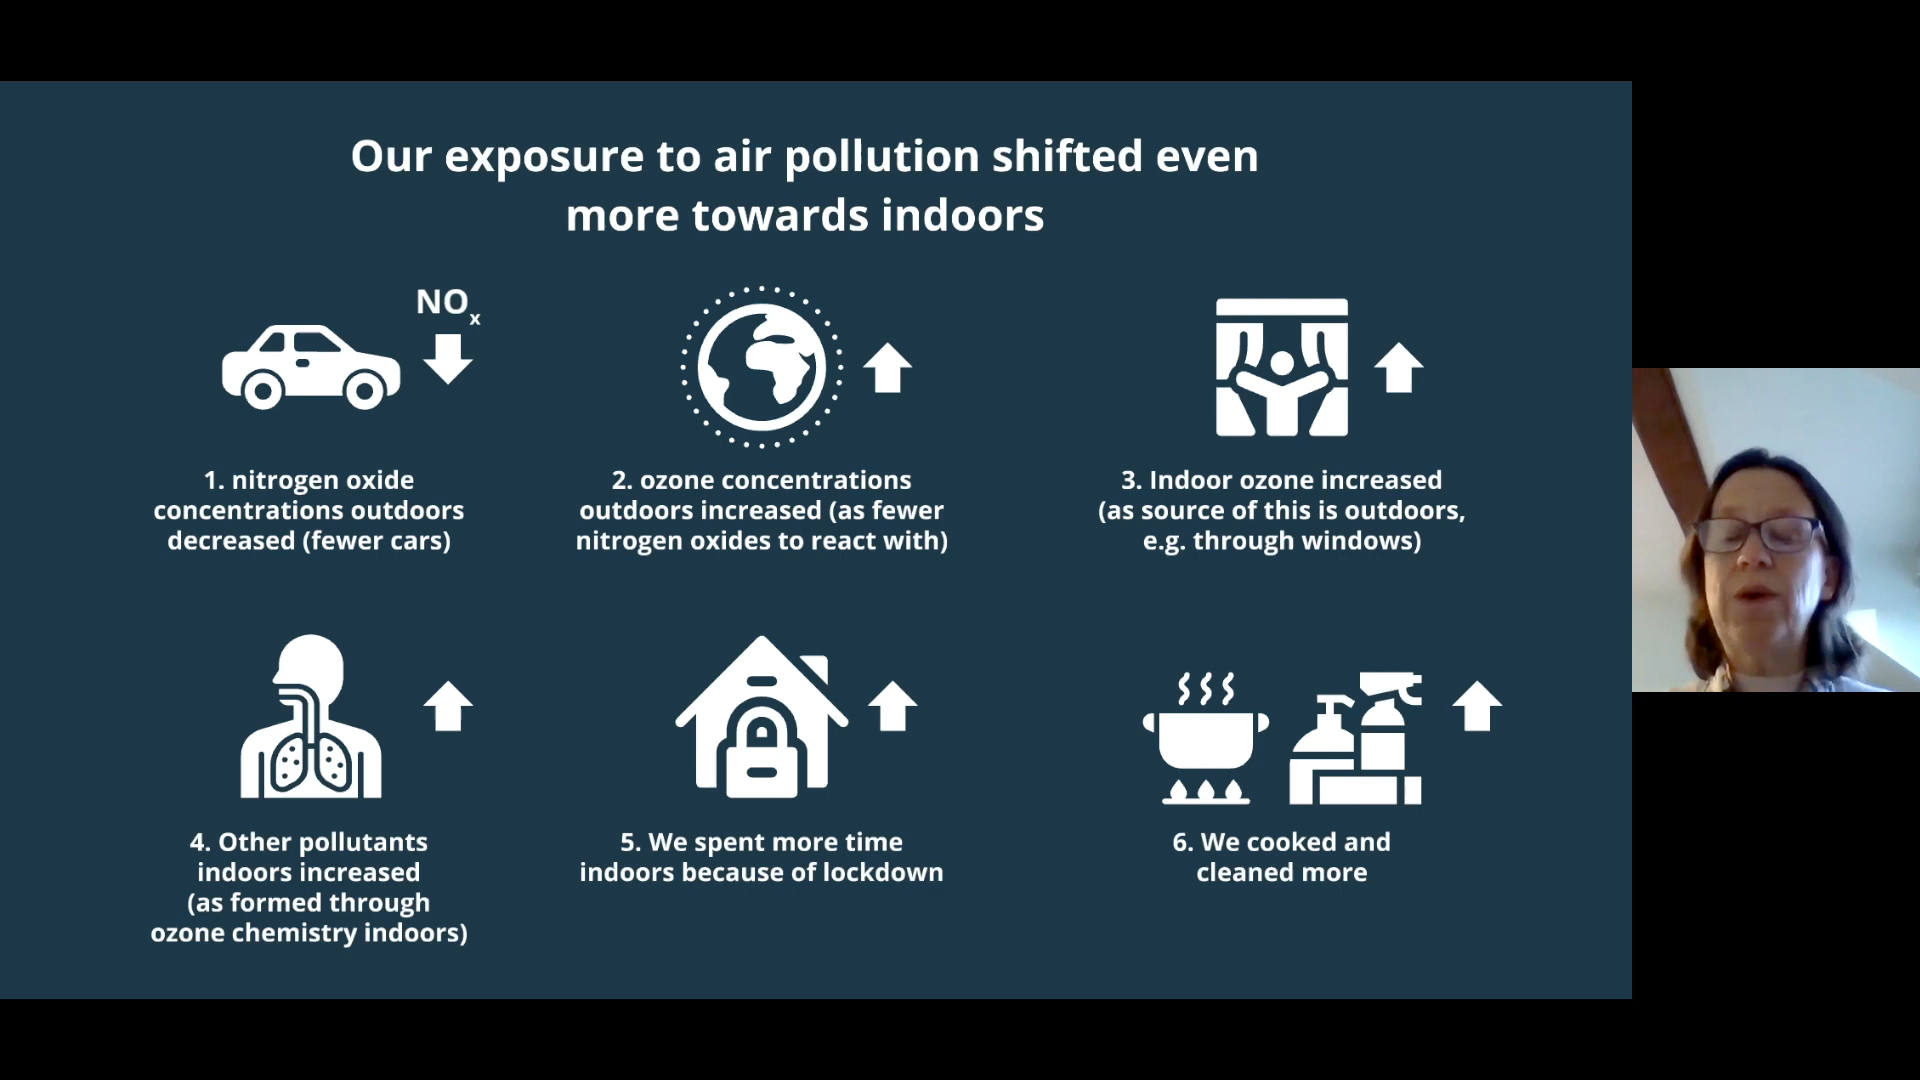 Our exposure to air pollution shifted even
more towards indoors
NOx
1. nitrogen oxide
concentrations outdoors
decreased (fewer cars)
2. ozone concentrations
outdoors increased (as fewer
nitrogen oxides to react with)
3. Indoor ozone increased
(as source of this is outdoors,
e.g. through windows)
4. Other pollutants
indoors increased
(as formed through
ozone chemistry indoors)
5. We spent more time
indoors because of lockdown
6. We cooked and
cleaned more